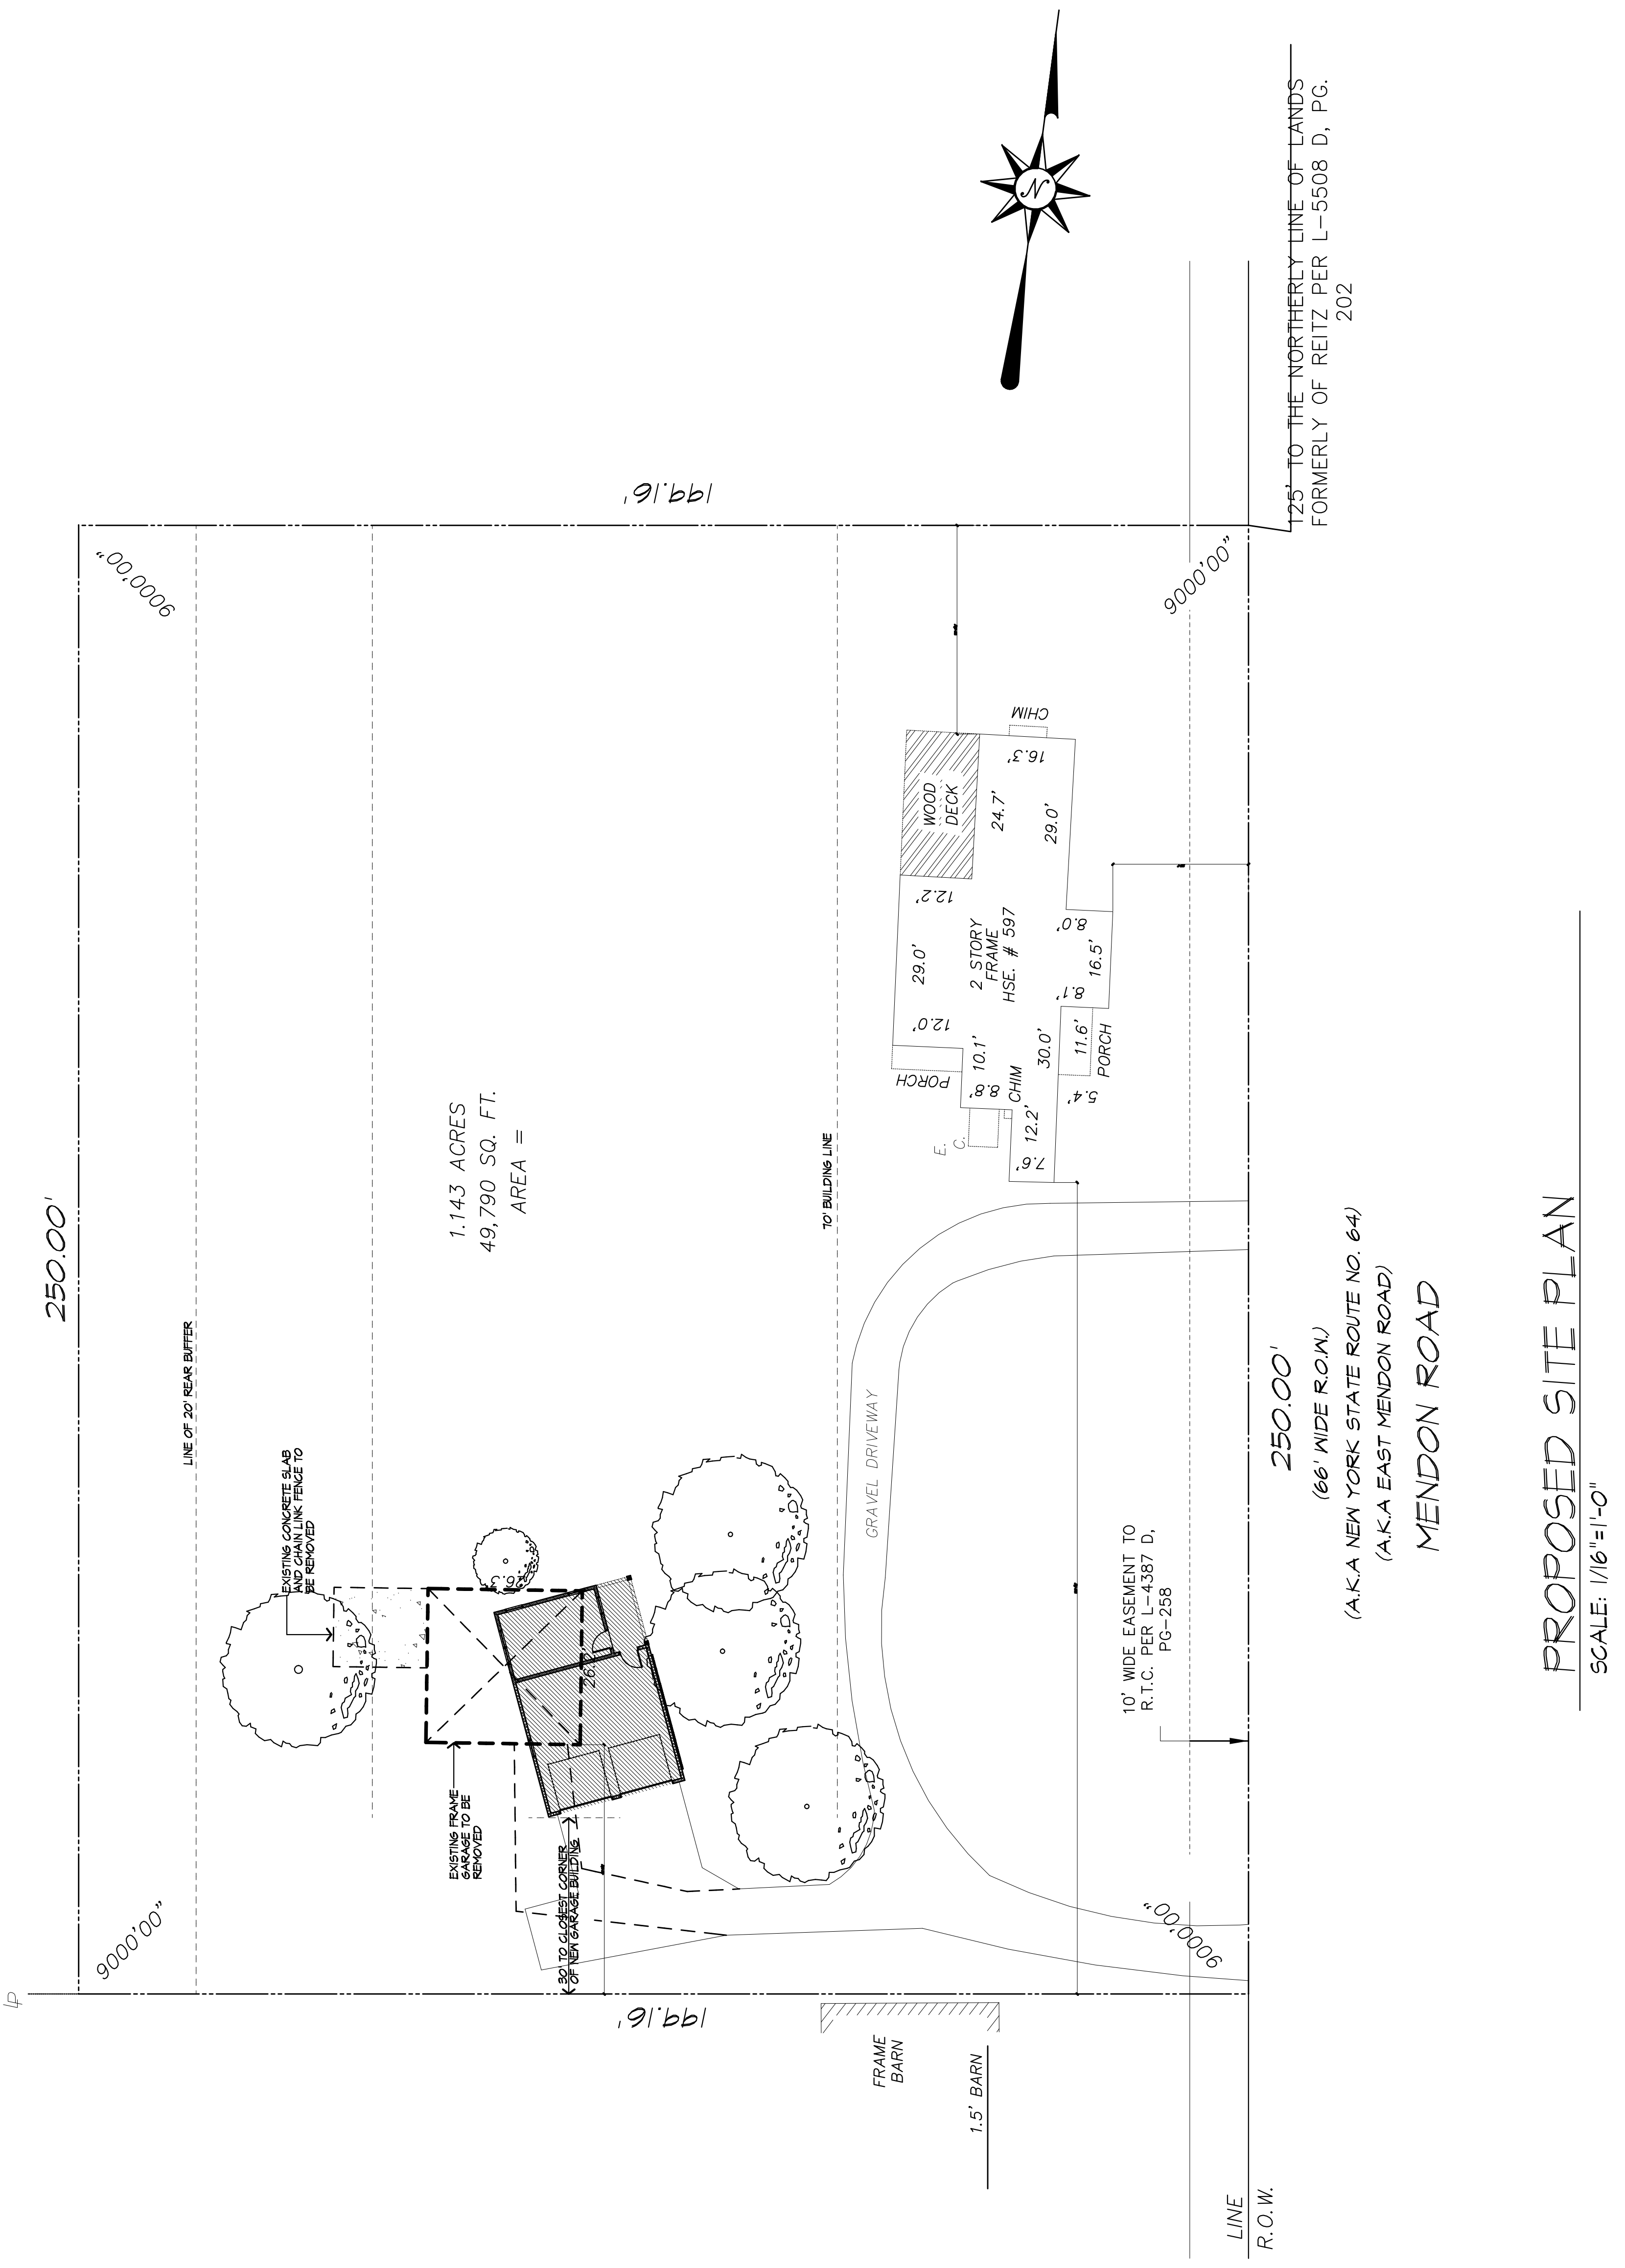 250.00'
9000'00"
9000'00"
LINE OF 20' REAR BUFFER
EXISTING CONCRETE SLAB
AND CHAIN LINK FENCE TO
BE REMOVED
199.16'
199.16'
1.143 ACRES
49,790 SQ. FT.
AREA =
EXISTING FRAME
GARAGE TO BE
REMOVED
26.3'
30' TO CLOSEST CORNER
OF NEW GARAGE BUILDING
70' BUILDING LINE
GRAVEL DRIVEWAY
FRAME
BARN
1.5' BARN
WOOD
DECK
CHIM
16.3'
24.7'
29.0'
12.2'
29.0'
12.0'
2 STORY
FRAME
HSE. # 597
8.0'
16.5'
8.1'
PORCH
10.1'
8.8'
30.0'
11.6'
PORCH
5.4'
CHIM
12.2'
7.6'
E.
C.
N
10' WIDE EASEMENT TO
R.T.C. PER L-4387 D,
PG-258
9000'00"
9000'00"
LINE
R.O.W.
125' TO THE NORTHERLY LINE OF LANDS
FORMERLY OF REITZ PER L-5508 D, PG.
202
250.00'
(66' WIDE R.O.W.)
(A.K.A NEW YORK STATE ROUTE NO. 64)
(A.K.A EAST MENDON ROAD)
MENDON ROAD
PROPOSED SITE PLAN
SCALE: 1/16"=1'-0"